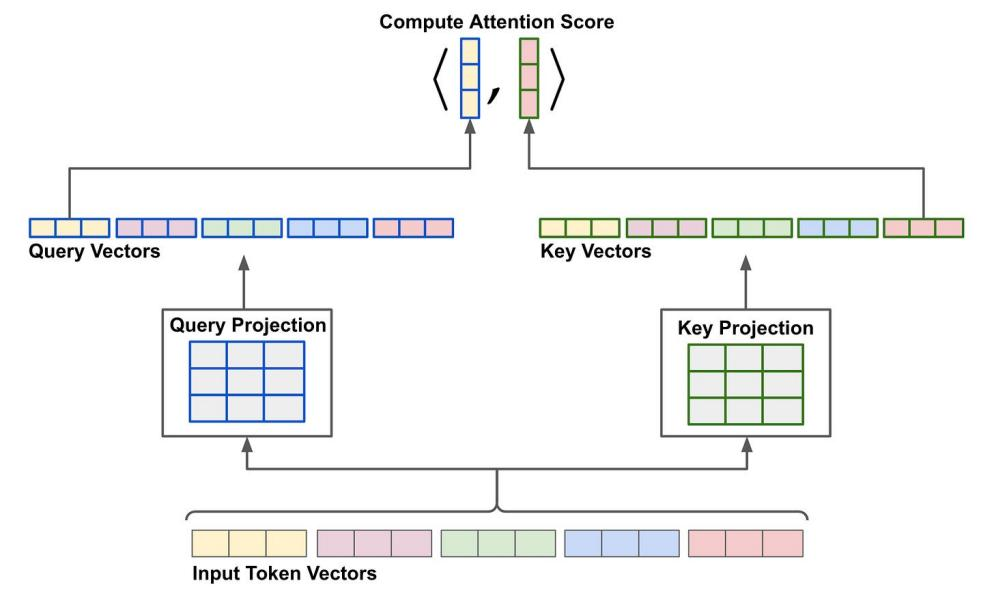 Compute Attention Score
⟨ , ⟩
Query Vectors
Key Vectors
Query Projection
Key Projection
Input Token Vectors